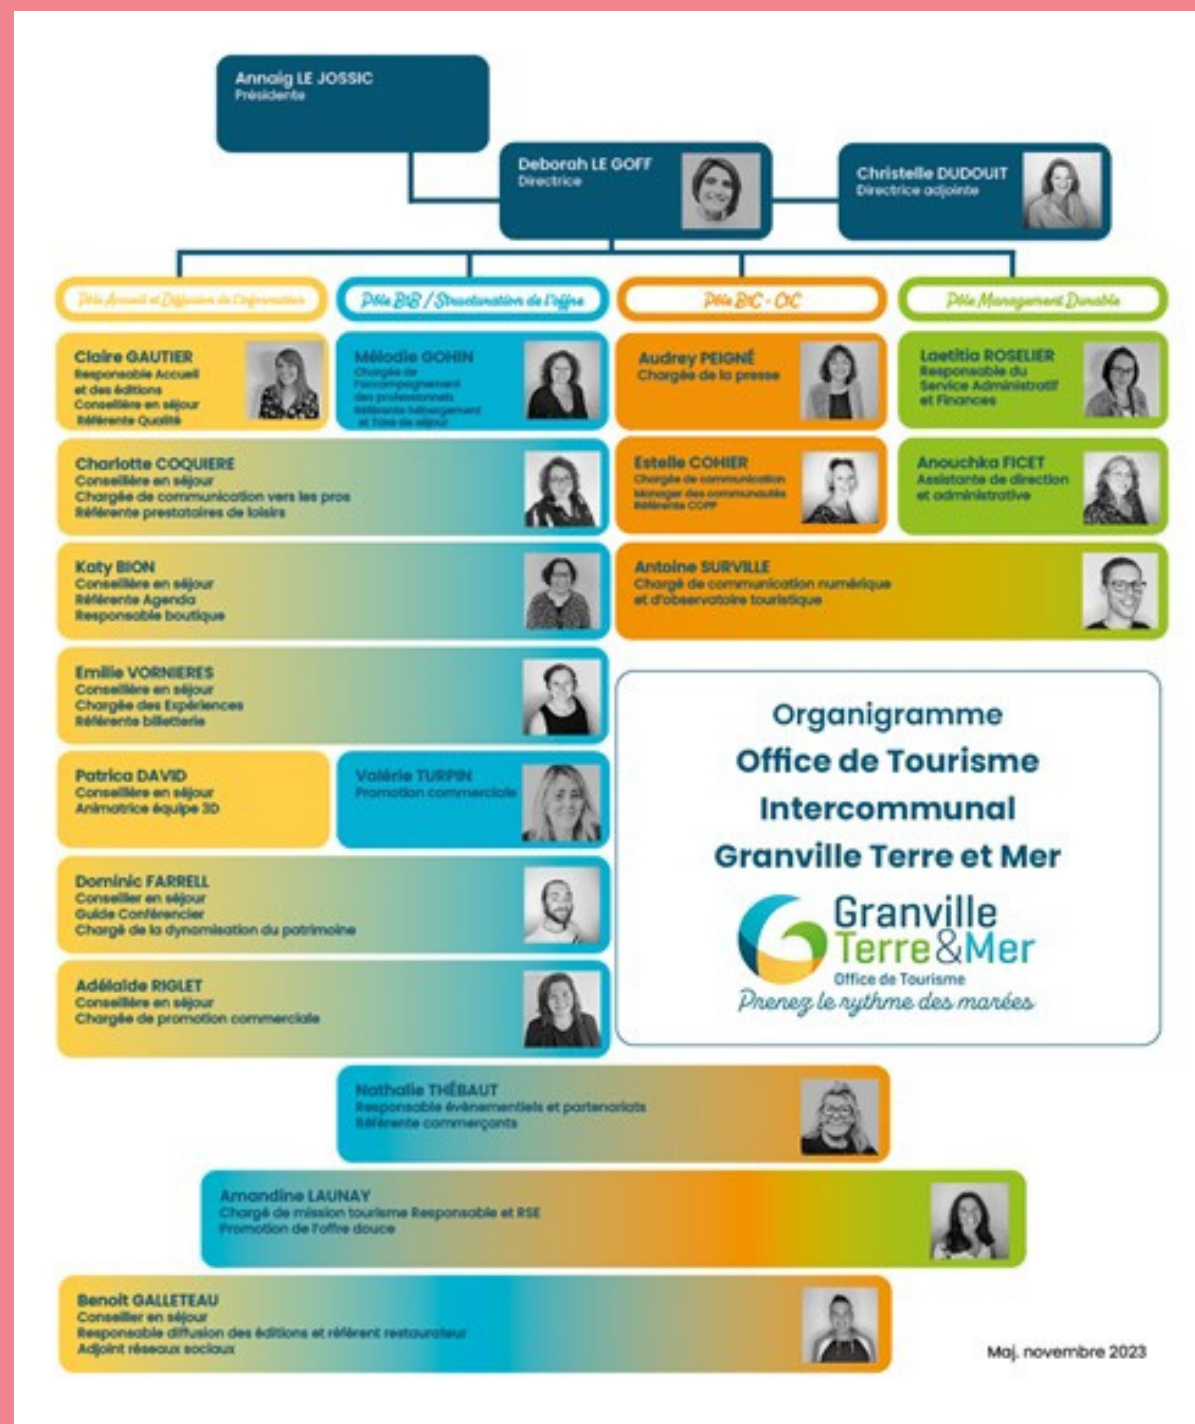 Annaig LE JOSSIC
Présidente
Deborah LE GOFF
Directrice
Christelle DUDOUIT
Directrice adjointe
Pôle Accueil et Diffusion de l'information
Pôle B2B / Structuration de l'offre
Pôle B2C - C2C
Pôle Management Durable
Claire GAUTIER
Responsable Accueil
et des éditions
Conseillère en séjour
Référente Qualité
Mélodie GOHIN
Chargée de
l'accompagnement
des professionnels
Référente hébergement
et Taxe de séjour
Audrey PEIGNÉ
Chargée de la presse
Laetitia ROSELIER
Responsable du
Service Administratif
et Finances
Charlotte COQUIERE
Conseillère en séjour
Chargée de communication vers les pros
Référente prestataires de loisirs
Estelle COHIER
Chargée de communication
Manager des communautés
Référente COPP
Anouchka FICET
Assistante de direction
et administrative
Katy BION
Conseillère en séjour
Référente Agenda
Responsable boutique
Antoine SURVILLE
Chargé de communication numérique
et d'observatoire touristique
Emilie VORNIERES
Conseillère en séjour
Chargée des Expériences
Référente billetterie
Patrica DAVID
Conseillère en séjour
Animatrice équipe 3D
Valérie TURPIN
Promotion commerciale
Dominic FARRELL
Conseiller en séjour
Guide Conférencier
Chargé de la dynamisation du patrimoine
Adélaïde RIGLET
Conseillère en séjour
Chargée de promotion commerciale
Organigramme
Office de Tourisme
Intercommunal
Granville Terre et Mer
Granville
Terre&Mer
Office de Tourisme
Prenez le rythme des marées
Nathalie THÉBAUT
Responsable évènementiels et partenariats
Référente commerçants
Amandine LAUNAY
Chargé de mission tourisme Responsable et RSE
Promotion de l'offre douce
Benoit GALLETEAU
Conseiller en séjour
Responsable diffusion des éditions et référent restaurateur
Adjoint réseaux sociaux
Maj. novembre 2023